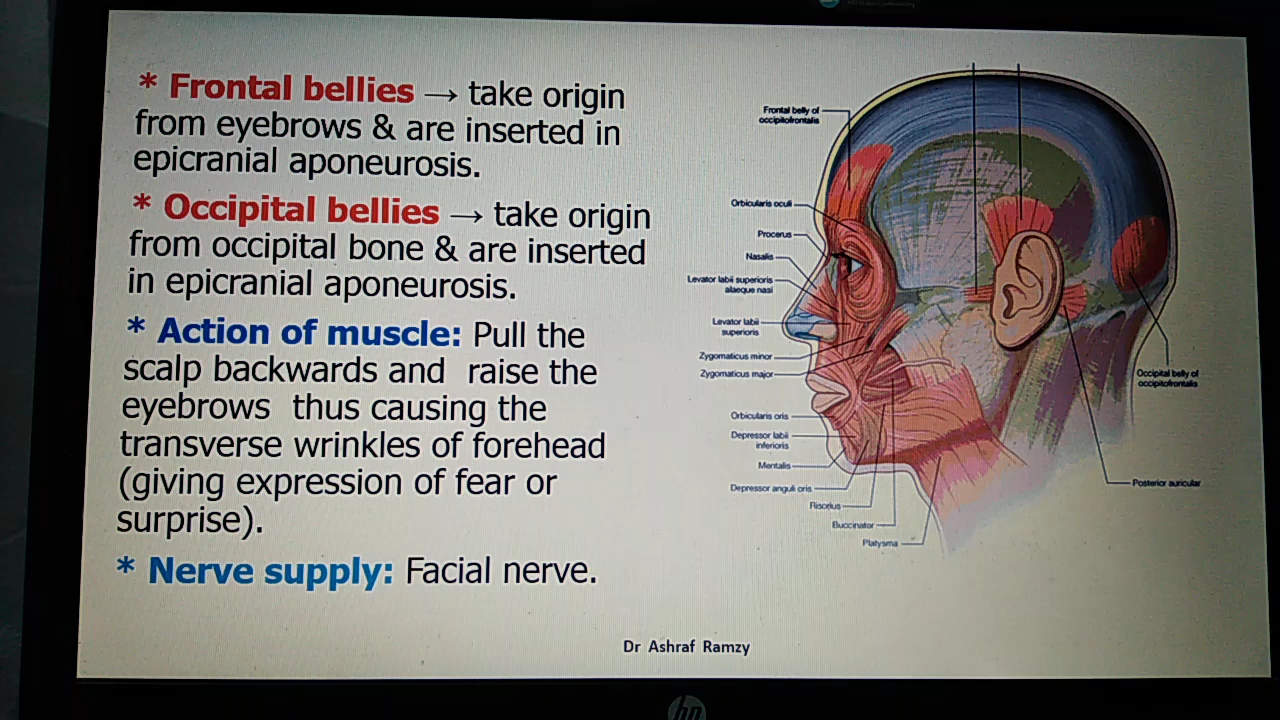 * Frontal bellies → take origin
from eyebrows & are inserted in
epicranial aponeurosis.
* Occipital bellies → take origin
from occipital bone & are inserted
in epicranial aponeurosis.
* Action of muscle: Pull the
scalp backwards and raise the
eyebrows thus causing the
transverse wrinkles of forehead
(giving expression of fear or
surprise).
* Nerve supply: Facial nerve.
Frontal belly of
occipitofrontalis
Orbicularis oculi
Procerus
Nasalis
Levator labii superioris
alaeque nasi
Levator labii
superioris
Zygomaticus minor
Zygomaticus major
Orbicularis oris
Depressor labii
inferioris
Mentalis
Depressor anguli oris
Risorius
Buccinator
Platysma
Occipital belly of
occipitofrontalis
Posterior auricular
Dr Ashraf Ramzy
hp